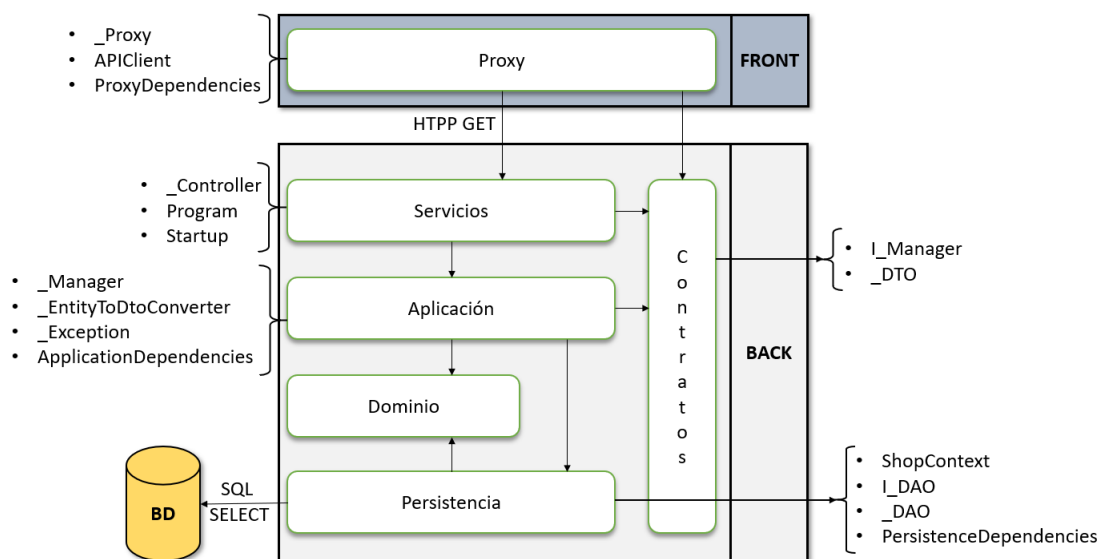 • _Proxy
• APIClient
• ProxyDependencies
Proxy
FRONT
HTPP GET
• _Controller
• Program
• Startup
Servicios
• _Manager
• _EntityToDtoConverter
• _Exception
• ApplicationDependencies
Aplicación
Contratos
• I_Manager
• _DTO
BACK
Dominio
BD
SQL
SELECT
Persistencia
• ShopContext
• I_DAO
• _DAO
• PersistenceDependencies